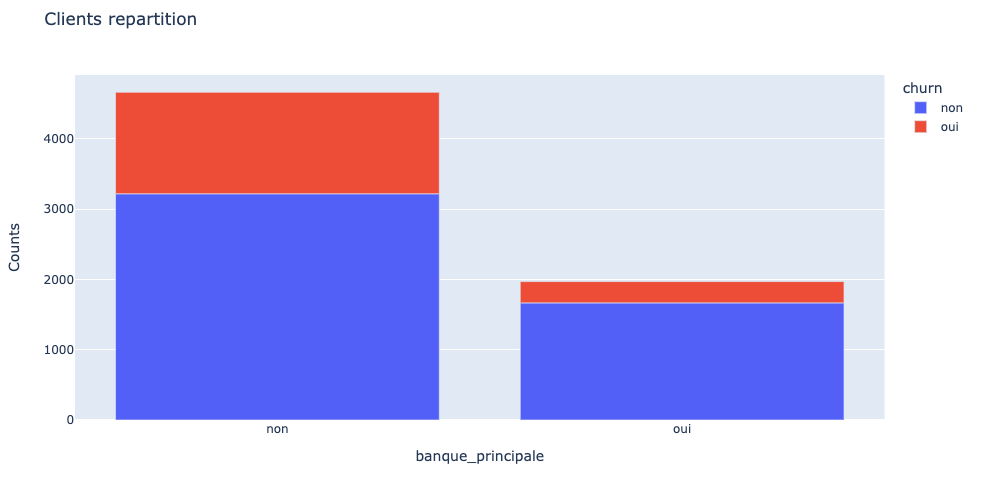 Clients repartition
churn
non
oui
4000
3000
2000
1000
0
Counts
non
oui
banque_principale